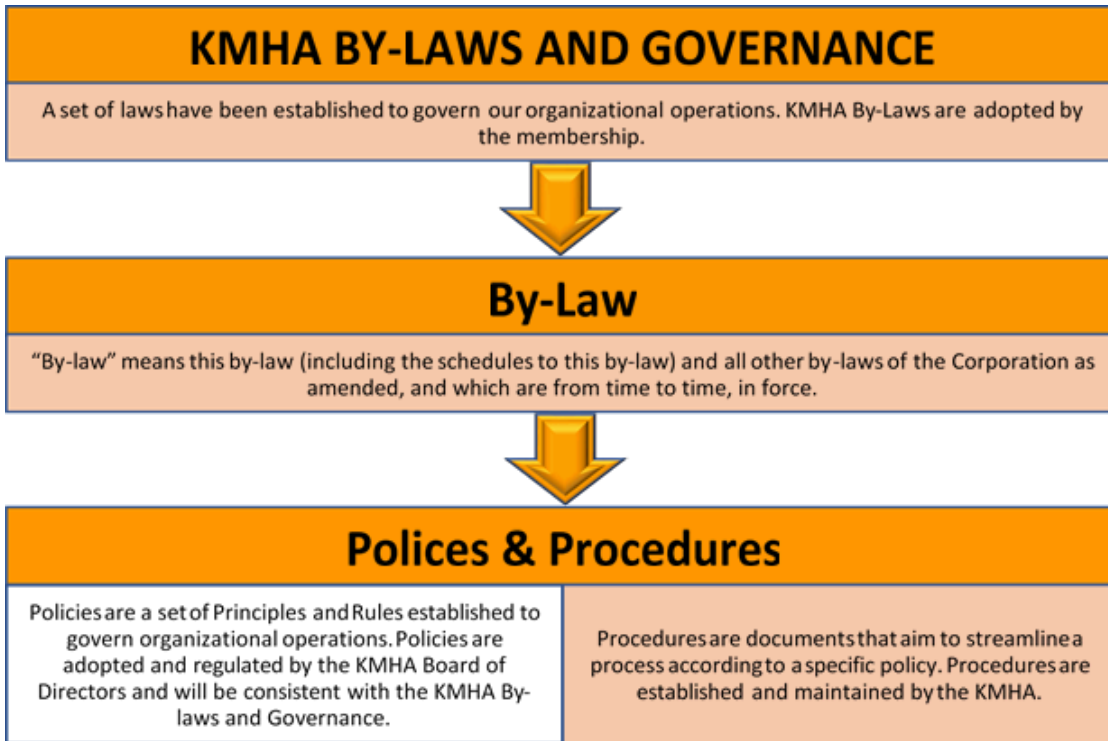 KMHA BY-LAWS AND GOVERNANCE
A set of laws have been established to govern our organizational operations. KMHA By-Laws are adopted by
the membership.
By-Law
“By-law” means this by-law (including the schedules to this by-law) and all other by-laws of the Corporation as
amended, and which are from time to time, in force.
Polices & Procedures
Policies are a set of Principles and Rules established to
govern organizational operations. Policies are
adopted and regulated by the KMHA Board of
Directors and will be consistent with the KMHA By-
laws and Governance.
Procedures are documents that aim to streamline a
process according to a specific policy. Procedures are
established and maintained by the KMHA.